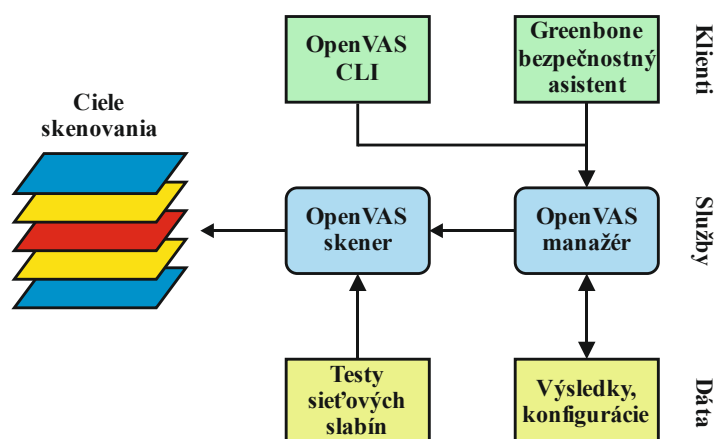 OpenVAS
CLI
Greenbone
bezpečnostný
asistent
Klienti
Ciele
skenovania
OpenVAS
skener
OpenVAS
manažér
Služby
Testy
sieťových
slabín
Výsledky,
konfigurácie
Dáta